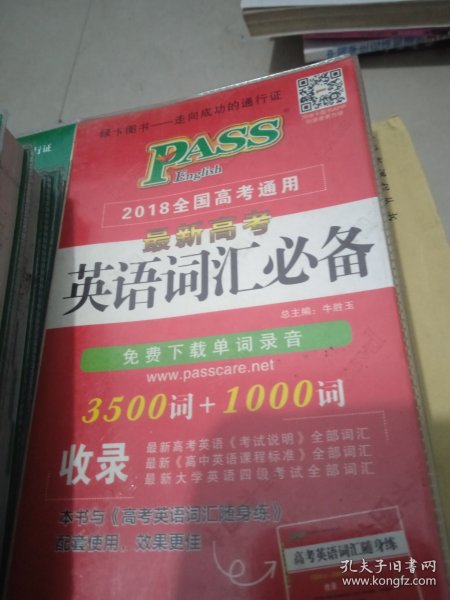 绿卡图书——走向成功的通行证
PASS
English
2018全国高考通用
最新高考
英语词汇必备
总主编：牛胜玉
免费下载单词录音
www.passcare.net
3500词+1000词
收录
最新高考英语《考试说明》全部词汇
最新《高中英语课程标准》全部词汇
最新大学英语四级考试全部词汇
本书与《高考英语词汇随身练》
配套使用，效果更佳
高考英语词汇随身练
行证
孔夫子旧书网
www.kongfz.com